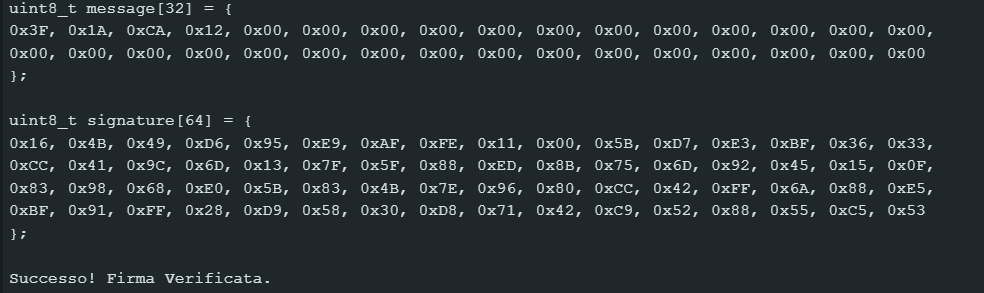 uint8_t message[32] = {
0x3F, 0x1A, 0xCA, 0x12, 0x00, 0x00, 0x00, 0x00, 0x00, 0x00, 0x00, 0x00, 0x00, 0x00, 0x00, 0x00,
0x00, 0x00, 0x00, 0x00, 0x00, 0x00, 0x00, 0x00, 0x00, 0x00, 0x00, 0x00, 0x00, 0x00, 0x00, 0x00
};
uint8_t signature[64] = {
0x16, 0x4B, 0x49, 0xD6, 0x95, 0xE9, 0xAF, 0xFE, 0x11, 0x00, 0x5B, 0xD7, 0xE3, 0xBF, 0x36, 0x33,
0xCC, 0x41, 0x9C, 0x6D, 0x13, 0x7F, 0x5F, 0x88, 0xED, 0x8B, 0x75, 0x6D, 0x92, 0x45, 0x15, 0x0F,
0x83, 0x98, 0x68, 0xE0, 0x5B, 0x83, 0x4B, 0x7E, 0x96, 0x80, 0xCC, 0x42, 0xFF, 0x6A, 0x88, 0xE5,
0xBF, 0x91, 0xFF, 0x28, 0xD9, 0x58, 0x30, 0xD8, 0x71, 0x42, 0xC9, 0x52, 0x88, 0x55, 0xC5, 0x53
};
Successo! Firma Verificata.